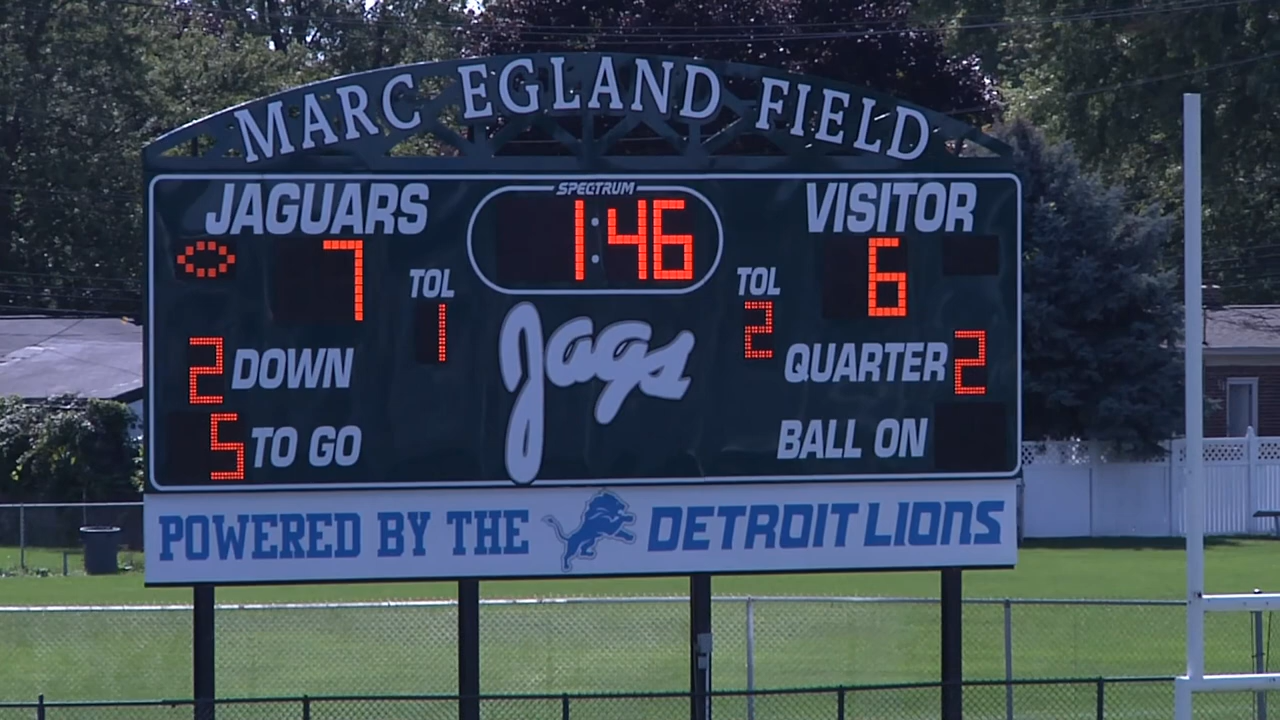 MARC EGLAND FIELD
JAGUARS SPECTRUM VISITOR
1:46
7 6
TOL TOL
1 2
2 DOWN Jags QUARTER 2
5 TO GO BALL ON
POWERED BY THE DETROIT LIONS